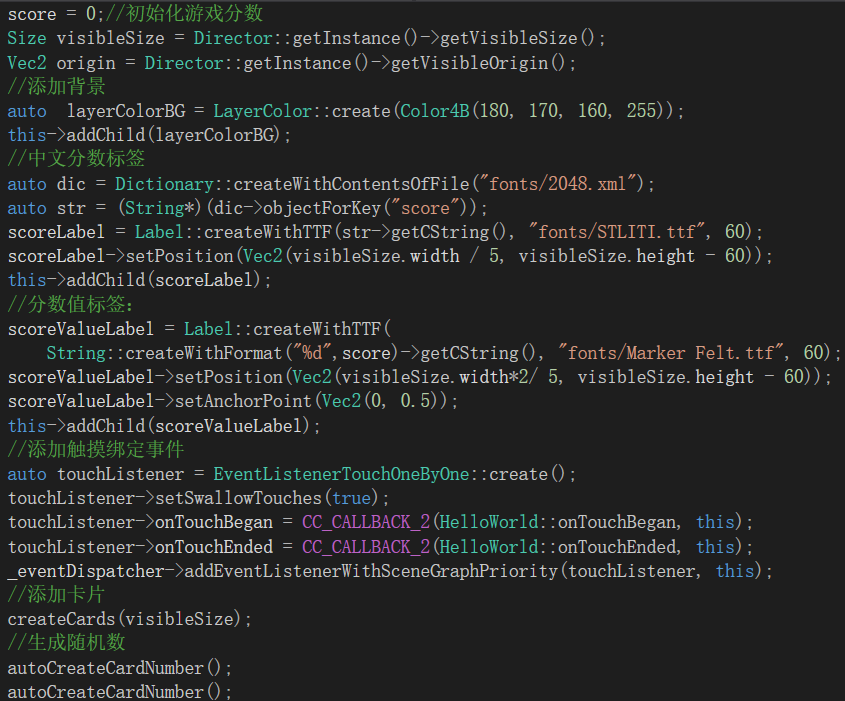 score = 0;//初始化游戏分数
Size visibleSize = Director::getInstance()->getVisibleSize();
Vec2 origin = Director::getInstance()->getVisibleOrigin();
//添加背景
auto  layerColorBG = LayerColor::create(Color4B(180, 170, 160, 255));
this->addChild(layerColorBG);
//中文分数标签
auto dic = Dictionary::createWithContentsOfFile("fonts/2048.xml");
auto str = (String*)(dic->objectForKey("score"));
scoreLabel = Label::createWithTTF(str->getCString(), "fonts/STLITI.ttf", 60);
scoreLabel->setPosition(Vec2(visibleSize.width / 5, visibleSize.height - 60));
this->addChild(scoreLabel);
//分数值标签：
scoreValueLabel = Label::createWithTTF(
    String::createWithFormat("%d",score)->getCString(), "fonts/Marker Felt.ttf", 60);
scoreValueLabel->setPosition(Vec2(visibleSize.width*2/ 5, visibleSize.height - 60));
scoreValueLabel->setAnchorPoint(Vec2(0, 0.5));
this->addChild(scoreValueLabel);
//添加触摸绑定事件
auto touchListener = EventListenerTouchOneByOne::create();
touchListener->setSwallowTouches(true);
touchListener->onTouchBegan = CC_CALLBACK_2(HelloWorld::onTouchBegan, this);
touchListener->onTouchEnded = CC_CALLBACK_2(HelloWorld::onTouchEnded, this);
_eventDispatcher->addEventListenerWithSceneGraphPriority(touchListener, this);
//添加卡片
createCards(visibleSize);
//生成随机数
autoCreateCardNumber();
autoCreateCardNumber();